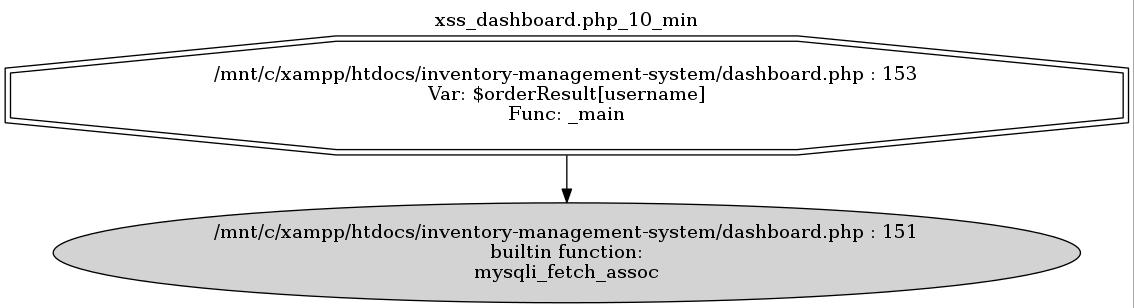 xss_dashboard.php_10_min
/mnt/c/xampp/htdocs/inventory-management-system/dashboard.php : 153
Var: $orderResult[username]
Func: _main
/mnt/c/xampp/htdocs/inventory-management-system/dashboard.php : 151
builtin function:
mysqli_fetch_assoc